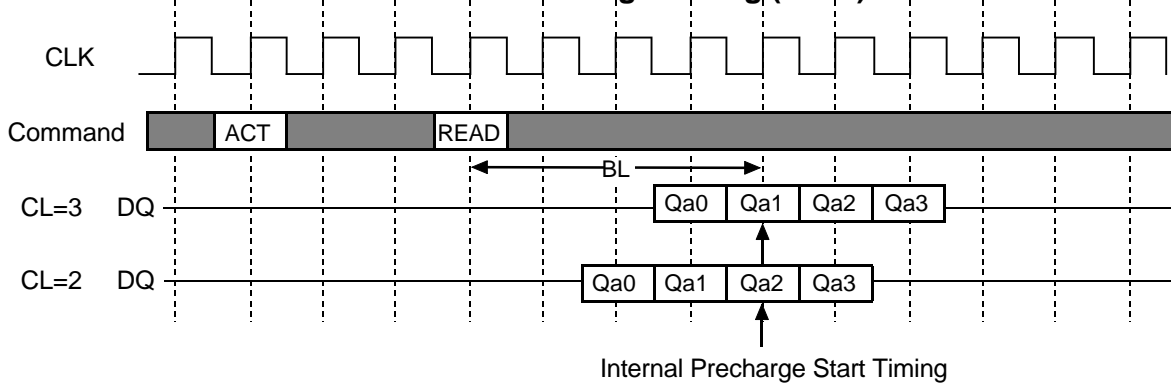 CLK
Command ACT READ
BL
CL=3 DQ Qa0 Qa1 Qa2 Qa3
CL=2 DQ Qa0 Qa1 Qa2 Qa3
Internal Precharge Start Timing